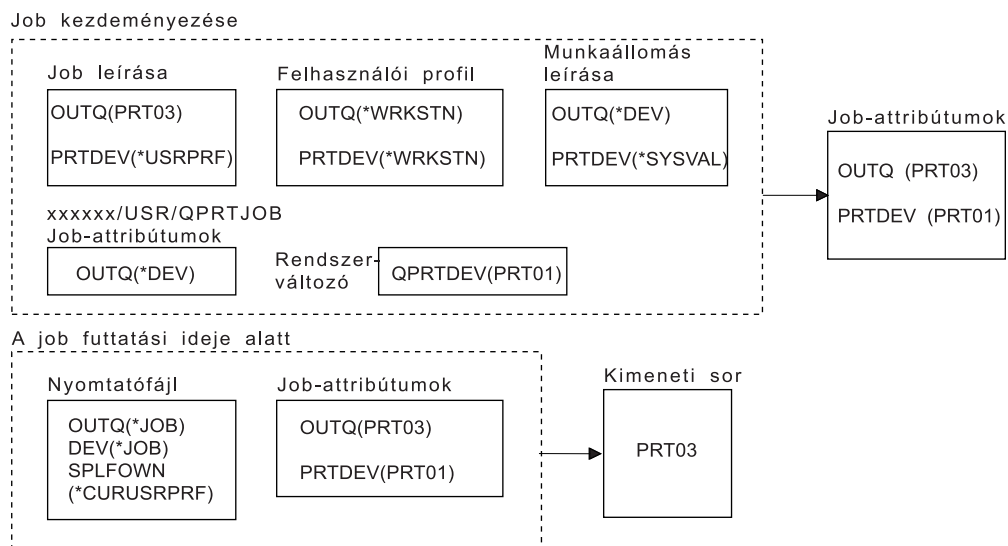 Job kezdeményezése
Job leírása
OUTQ(PRT03)
PRTDEV(*USRPRF)
Felhasználói profil
OUTQ(*WRKSTN)
PRTDEV(*WRKSTN)
Munkaállomás
leírása
OUTQ(*DEV)
PRTDEV(*SYSVAL)
Job-attribútumok
OUTQ (PRT03)
PRTDEV (PRT01)
xxxxxx/USR/QPRTJOB
Job-attribútumok
OUTQ(*DEV)
Rendszer-
változó
QPRTDEV(PRT01)
A job futtatási ideje alatt
Nyomtatófájl
OUTQ(*JOB)
DEV(*JOB)
SPLFOWN
(*CURUSRPRF)
Job-attribútumok
OUTQ(PRT03)
PRTDEV(PRT01)
Kimeneti sor
PRT03